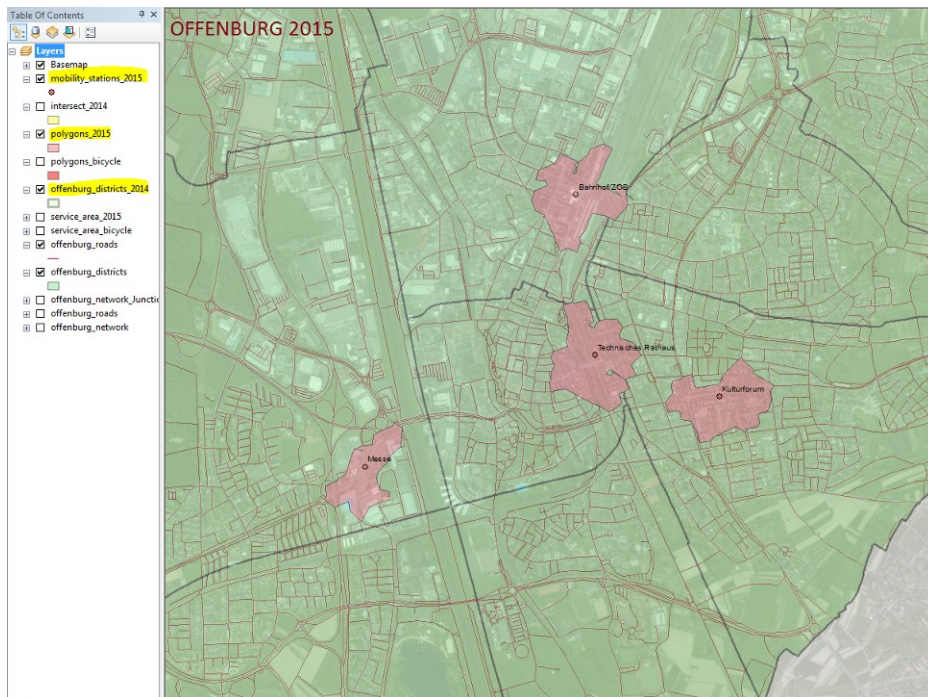 Table Of Contents
OFFENBURG 2015
Layers
Basemap
mobility_stations_2015
intersect_2014
polygons_2015
polygons_bicycle
offenburg_districts_2014
service_area_2015
service_area_bicycle
offenburg_roads
offenburg_districts
offenburg_network_Junctic
offenburg_roads
offenburg_network
Bahnhof/ZOB
Technisches Rathaus
Kulturforum
Messe